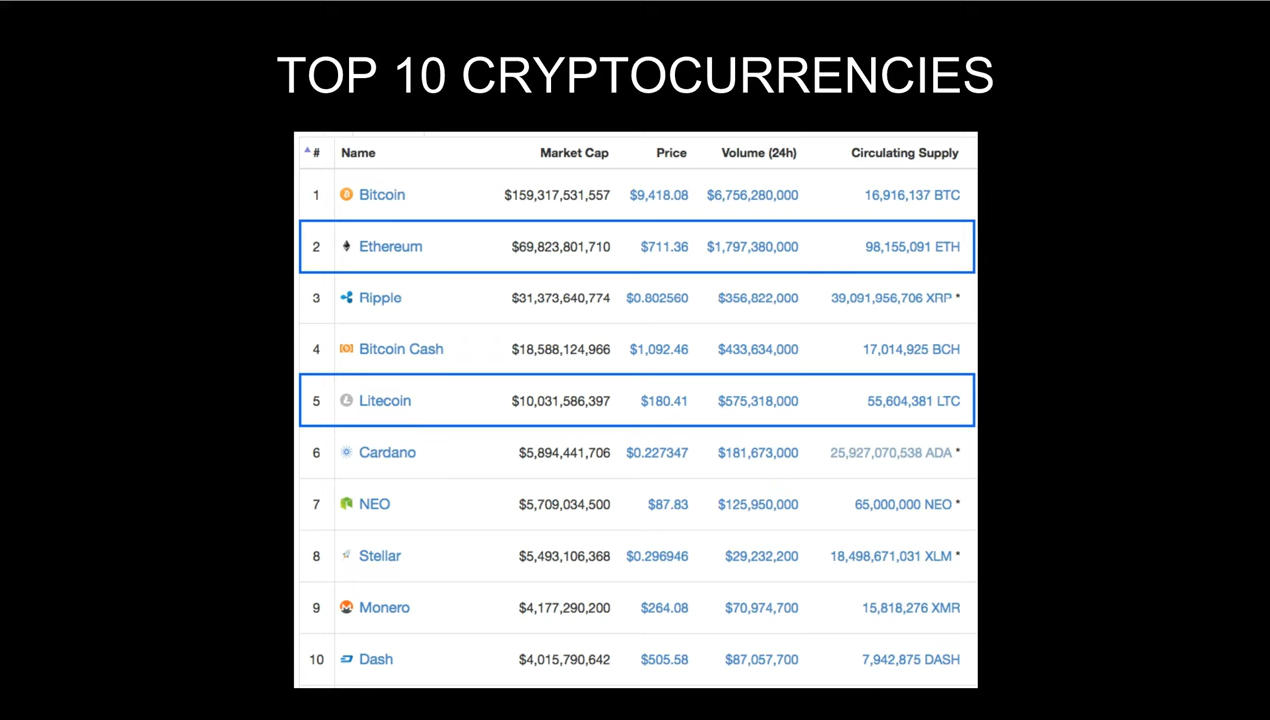 TOP 10 CRYPTOCURRENCIES
# Name Market Cap Price Volume (24h) Circulating Supply
1 Bitcoin $159,317,531,557 $9,418.08 $6,756,280,000 16,916,137 BTC
2 Ethereum $69,823,801,710 $711.36 $1,797,380,000 98,155,091 ETH
3 Ripple $31,373,640,774 $0.802560 $356,822,000 39,091,956,706 XRP *
4 Bitcoin Cash $18,588,124,966 $1,092.46 $433,634,000 17,014,925 BCH
5 Litecoin $10,031,586,397 $180.41 $575,318,000 55,604,381 LTC
6 Cardano $5,894,441,706 $0.227347 $181,673,000 25,927,070,538 ADA *
7 NEO $5,709,034,500 $87.83 $125,950,000 65,000,000 NEO *
8 Stellar $5,493,106,368 $0.296946 $29,232,200 18,498,671,031 XLM *
9 Monero $4,177,290,200 $264.08 $70,974,700 15,818,276 XMR
10 Dash $4,015,790,642 $505.58 $87,057,700 7,942,875 DASH